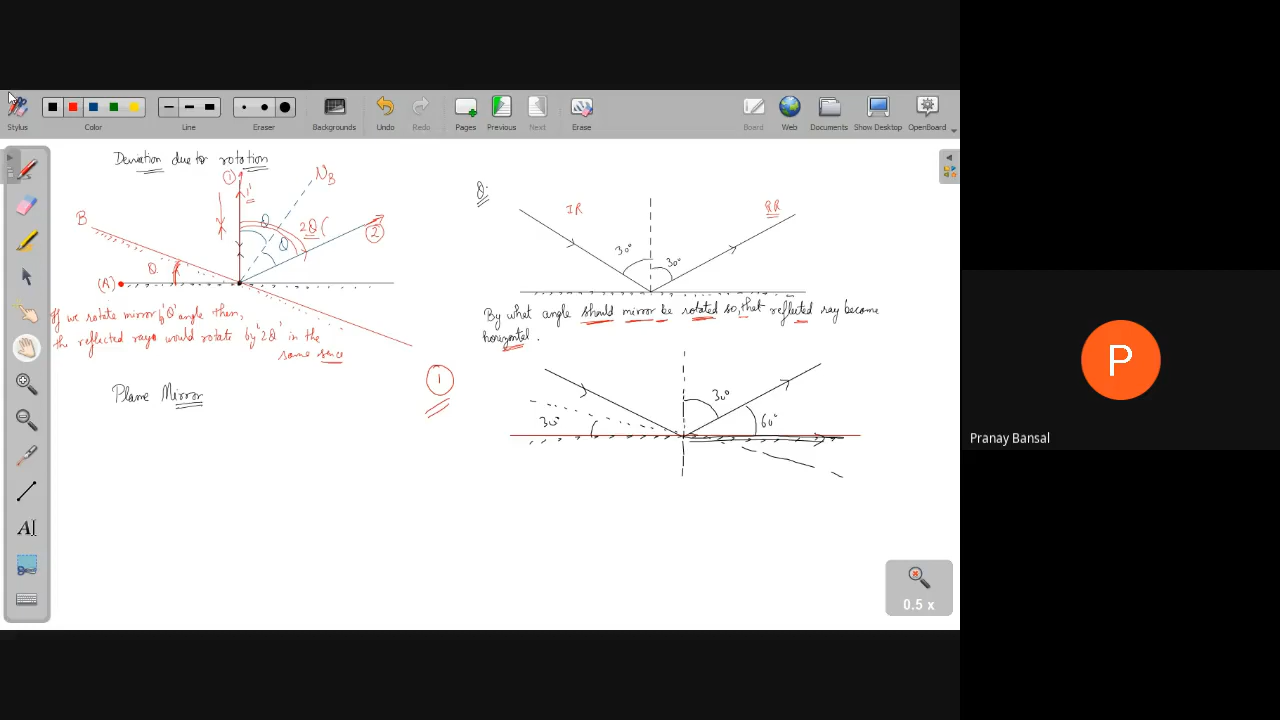 Stylus
Color
Line
Eraser
Backgrounds
Undo
Redo
Pages
Previous
Next
Erase
Board
Web
Documents
Show Desktop
OpenBoard
Deviation due to rotation
1
1'
NB
B
θ
θ
2θ
2
θ
(A)
If we rotate mirror by 'θ' angle then,
the reflected ray would rotate by '2θ' in the
same sence
1
Plane Mirror
Q:
IR
RR
30°
30°
By what angle should mirror be rotated so, that reflected ray become
horizontal.
30°
60°
30°
0.5 x
P
Pranay Bansal